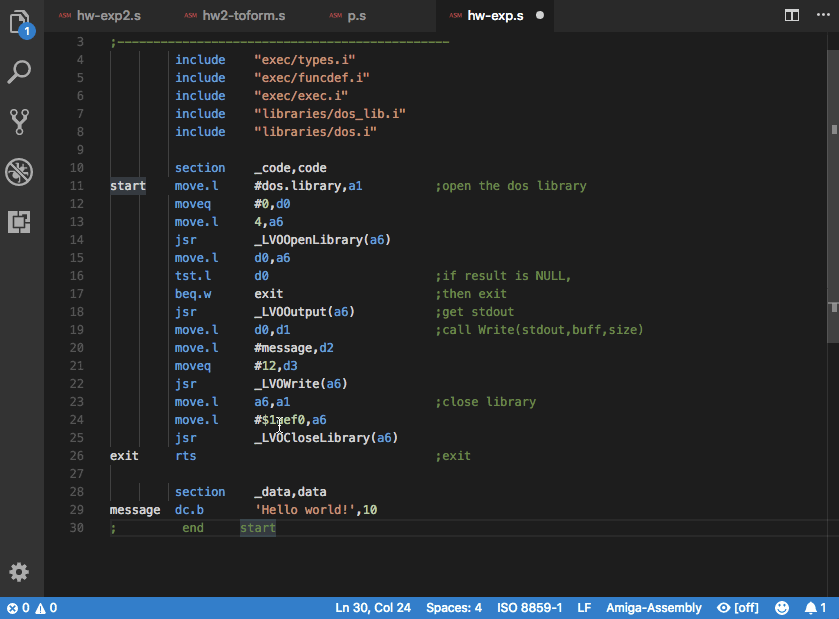 1
ASM hw-exp2.s ASM hw2-toform.s ASM p.s ASM hw-exp.s
3 ;----------------------------------------------
4 include "exec/types.i"
5 include "exec/funcdef.i"
6 include "exec/exec.i"
7 include "libraries/dos_lib.i"
8 include "libraries/dos.i"
9
10 section _code,code
11 start move.l #dos.library,a1 ;open the dos library
12 moveq #0,d0
13 move.l 4,a6
14 jsr _LVOOpenLibrary(a6)
15 move.l d0,a6
16 tst.l d0 ;if result is NULL,
17 beq.w exit ;then exit
18 jsr _LVOOutput(a6) ;get stdout
19 move.l d0,d1 ;call Write(stdout,buff,size)
20 move.l #message,d2
21 moveq #12,d3
22 jsr _LVOWrite(a6)
23 move.l a6,a1 ;close library
24 move.l
25 jsr _LVOCloseLibrary(a6)
26 exit rts ;exit
27
28 section _data,data
29 message dc.b 'Hello world!',10
30 ; end start
0 0 Ln 30, Col 24 Spaces: 4 ISO 8859-1 LF Amiga-Assembly [off] 1